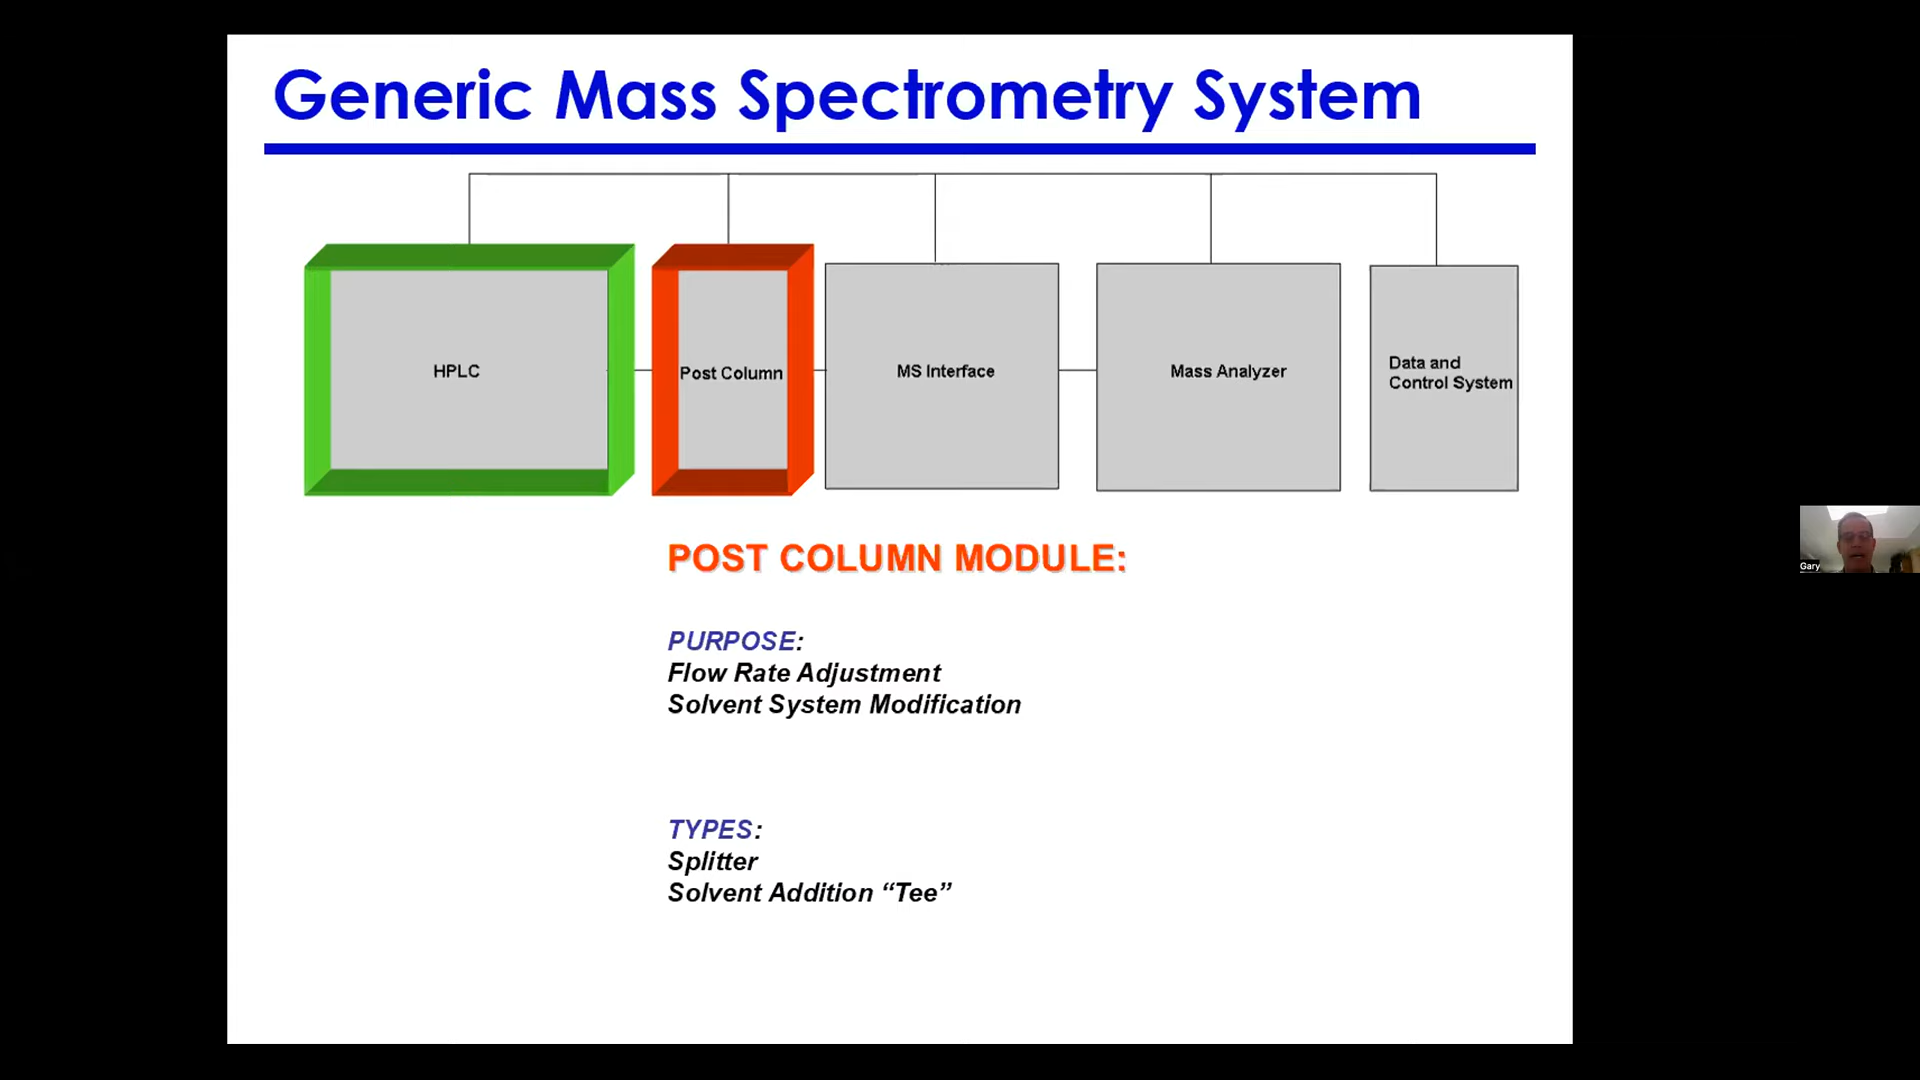 Generic Mass Spectrometry System
HPLC
Post Column
MS Interface
Mass Analyzer
Data and
Control System
POST COLUMN MODULE:
PURPOSE:
Flow Rate Adjustment
Solvent System Modification
TYPES:
Splitter
Solvent Addition “Tee”
Gary